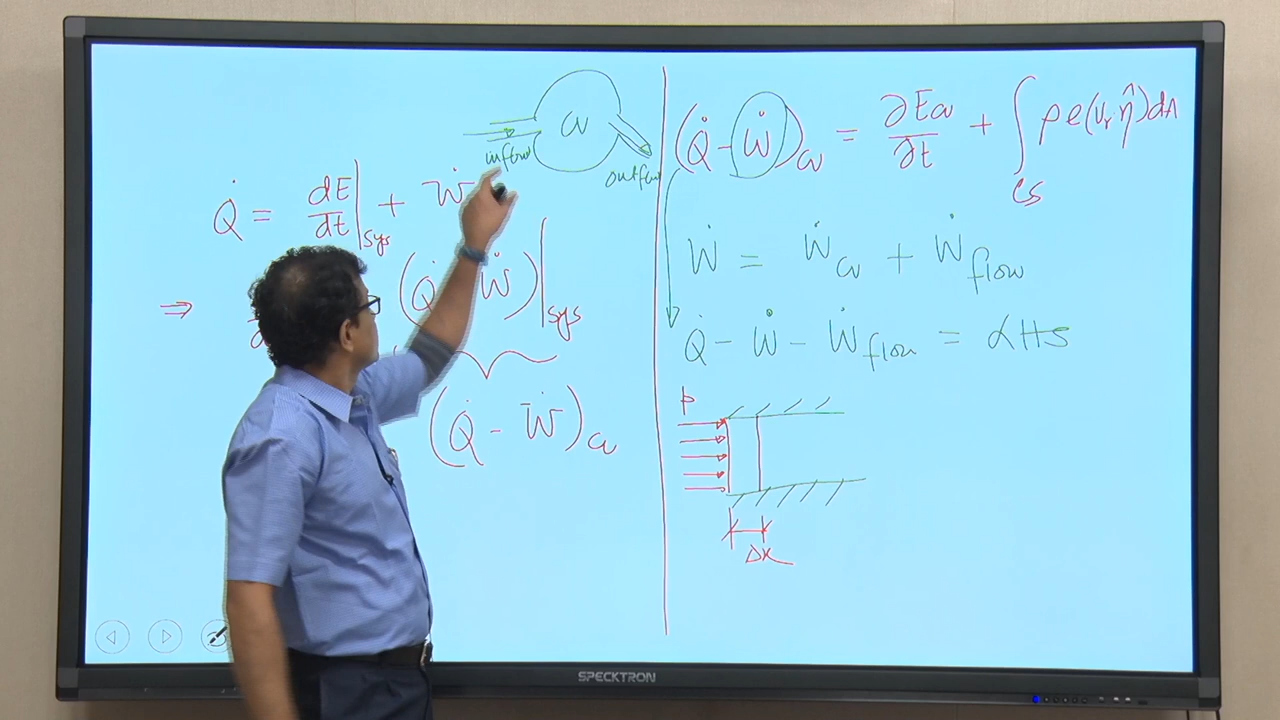 CV
inflow
outflow
Q̇ = dE/dt|sys + Ẇ
⇒ (Q̇ - Ẇ)|sys
(Q̇ - Ẇ)CV
(Q̇ - Ẇ)CV = ∂ECV/∂t + ∫CS ρe(Vr·η̂)dA
Ẇ = ẆCV + Ẇflow
Q̇ - Ẇ - Ẇflow = αHS
P
Δx
SPECKTRON